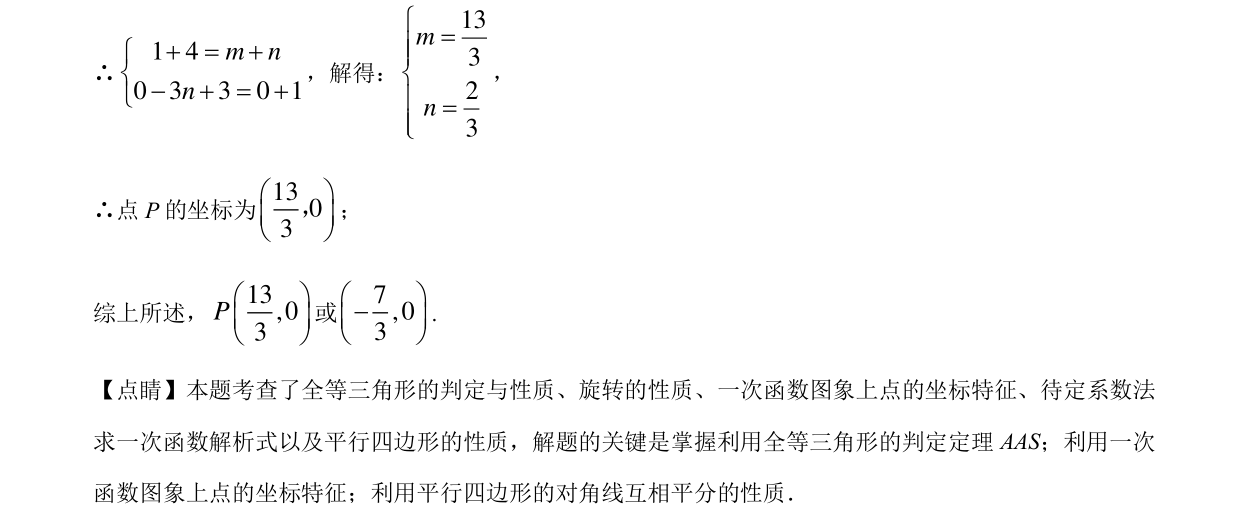 ∴ { 1+4=m+n  0−3n+3=0+1 ，解得： { m=13/3  n=2/3 ，
∴点 P 的坐标为(13/3,0)；
综上所述，P(13/3,0)或(−7/3,0).
【点睛】本题考查了全等三角形的判定与性质、旋转的性质、一次函数图象上点的坐标特征、待定系数法
求一次函数解析式以及平行四边形的性质，解题的关键是掌握利用全等三角形的判定定理 AAS；利用一次
函数图象上点的坐标特征；利用平行四边形的对角线互相平分的性质．